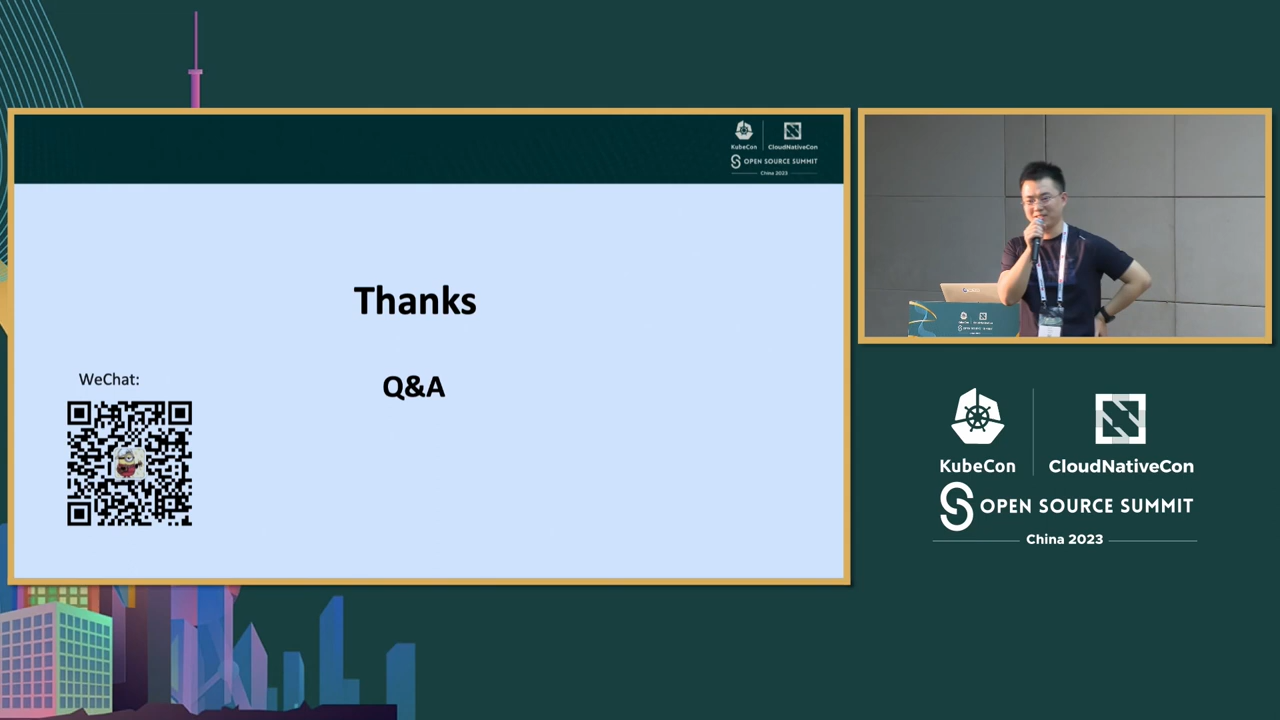 KubeCon
CloudNativeCon
OPEN SOURCE SUMMIT
China 2023
Thanks
Q&A
WeChat:
KubeCon
CloudNativeCon
OPEN SOURCE SUMMIT
China 2023